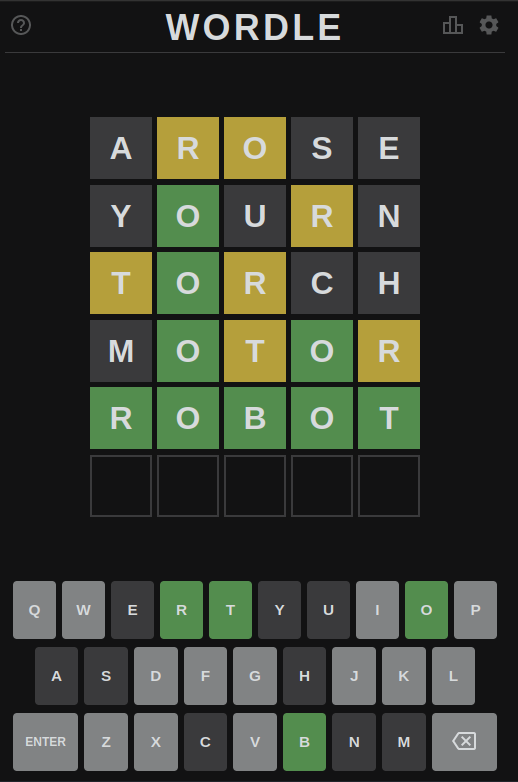 ?
WORDLE
A R O S E
Y O U R N
T O R C H
M O T O R
R O B O T
Q W E R T Y U I O P
A S D F G H J K L
ENTER Z X C V B N M